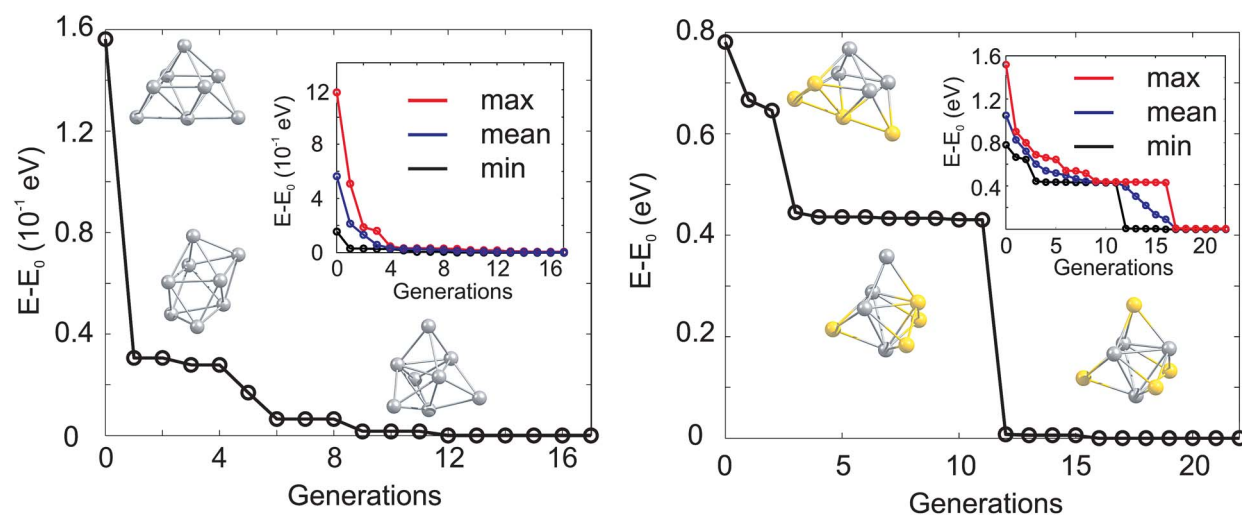 1.6
1.2
0.8
0.4
0
E-E0 (10-1 eV)
0 4 8 12 16
Generations
12
8
4
0
E-E0 (10-1 eV)
max
mean
min
0 4 8 12 16
Generations
0.8
0.6
0.4
0.2
0
E-E0 (eV)
0 5 10 15 20
Generations
1.6
1.2
0.8
0.4
E-E0 (eV)
max
mean
min
0 5 10 15 20
Generations